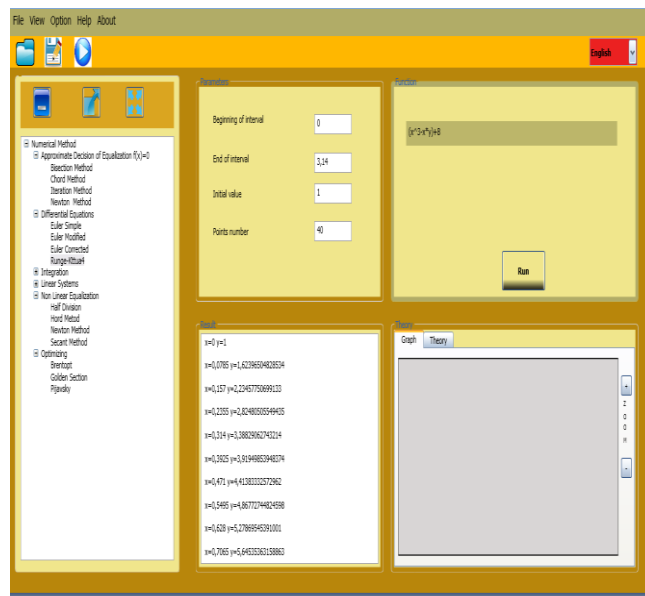 File View Option Help About
English
Numerical Method
Approximate Decision of Equalization f(x)=0
Bisection Method
Chord Method
Iteration Method
Newton Method
Differential Equations
Euler Simple
Euler Modified
Euler Corrected
Runge-Kttua4
Integration
Linear Systems
Non Linear Equalization
Half Division
Hord Metod
Newton Method
Secant Method
Optimizing
Brentopt
Golden Section
Pijavsky
Parameters
Beginning of interval 0
End of interval 3,14
Initial value 1
Points number 40
Function
(x^3-x*y)+8
Run
Result
x=0 y=1
x=0,0785 y=1,62396504828534
x=0,157 y=2,23457750699133
x=0,2355 y=2,82480505549435
x=0,314 y=3,38829062743214
x=0,3925 y=3,91949853948374
x=0,471 y=4,41383332572962
x=0,5495 y=4,86772744824598
x=0,628 y=5,27869545391001
x=0,7065 y=5,64535363158863
Theory
Graph Theory
+
Z
O
O
M
-